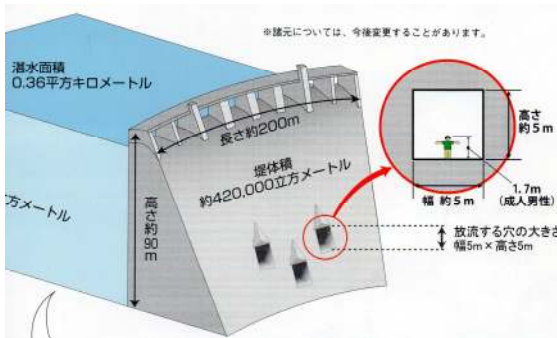 ※諸元については、今後変更することがあります。
湛水面積
0.36平方キロメートル
長さ約200m
高さ
約5m
堤体積
約420,000立方メートル
1.7m
(成人男性)
幅 約5m
方メートル
高さ約90m
放流する穴の大きさ
幅5m×高さ5m